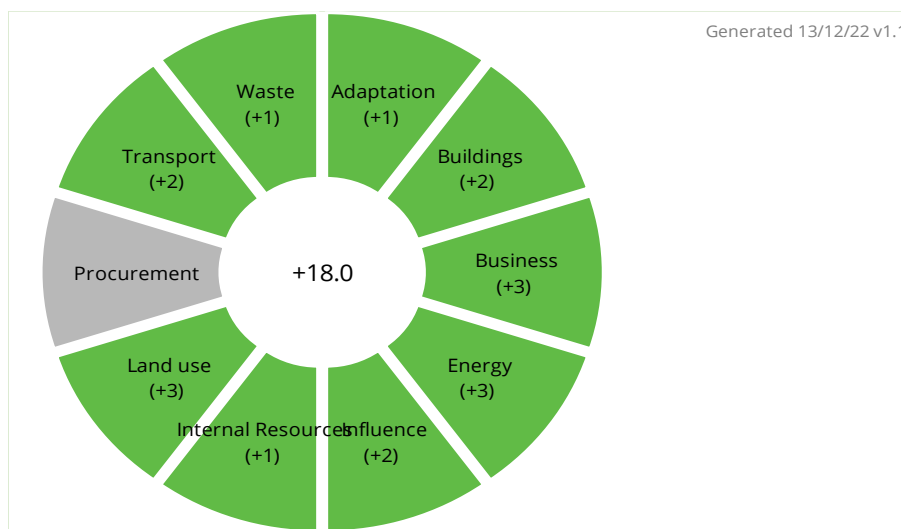 Generated 13/12/22 v1.1
Waste
(+1)
Adaptation
(+1)
Transport
(+2)
Buildings
(+2)
Procurement
+18.0
Business
(+3)
Land use
(+3)
Energy
(+3)
Internal Resources
(+1)
Influence
(+2)